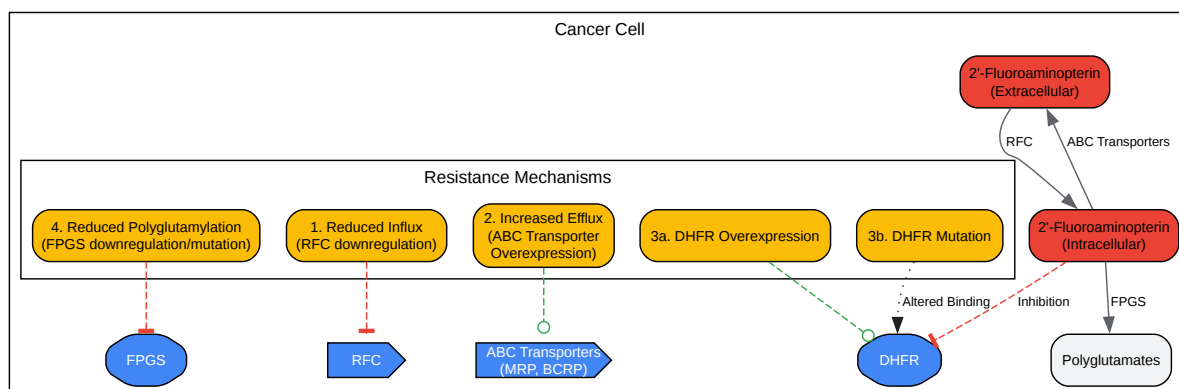 Cancer Cell
2'-Fluoroaminopterin
(Extracellular)
RFC
ABC Transporters
Resistance Mechanisms
4. Reduced Polyglutamylation
(FPGS downregulation/mutation)
1. Reduced Influx
(RFC downregulation)
2. Increased Efflux
(ABC Transporter
Overexpression)
3a. DHFR Overexpression
3b. DHFR Mutation
2'-Fluoroaminopterin
(Intracellular)
Altered Binding
Inhibition
FPGS
FPGS
RFC
ABC Transporters
(MRP, BCRP)
DHFR
Polyglutamates